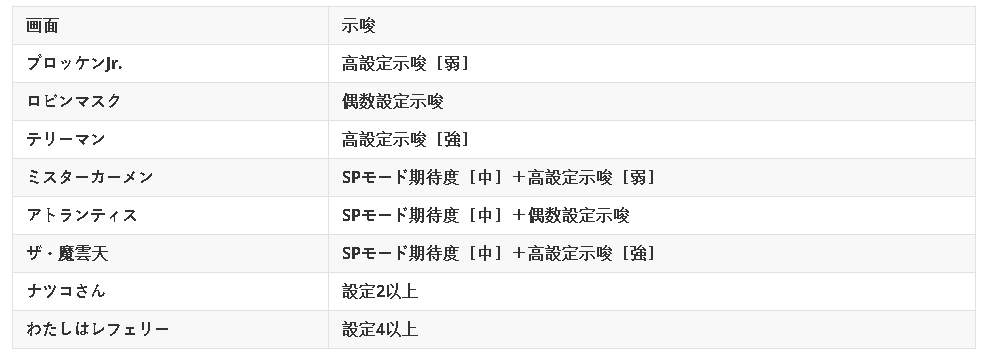 画面 示唆
ブロッケンJr. 高設定示唆［弱］
ロビンマスク 偶数設定示唆
テリーマン 高設定示唆［強］
ミスターカーメン SPモード期待度［中］＋高設定示唆［弱］
アトランティス SPモード期待度［中］＋偶数設定示唆
ザ・魔雲天 SPモード期待度［中］＋高設定示唆［強］
ナツコさん 設定2以上
わたしはレフェリー 設定4以上